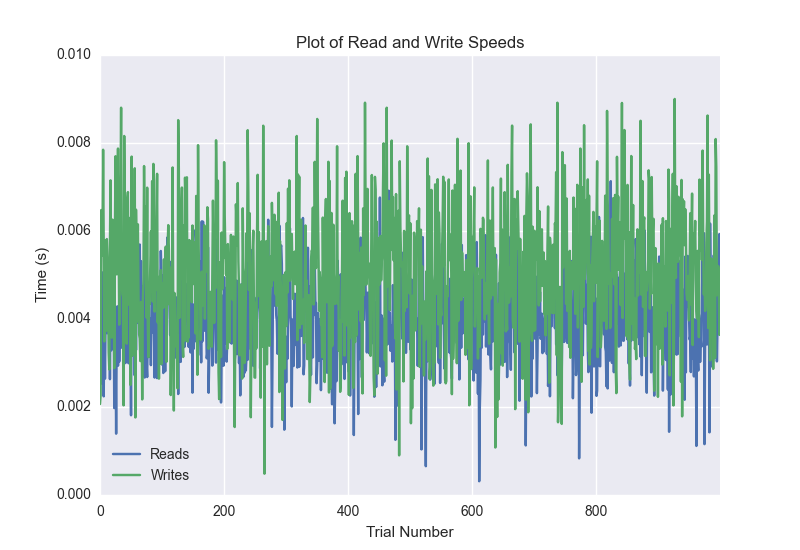 Plot of Read and Write Speeds
0.010
0.008
0.006
0.004
0.002
0.000
Time (s)
Reads
Writes
0 200 400 600 800
Trial Number